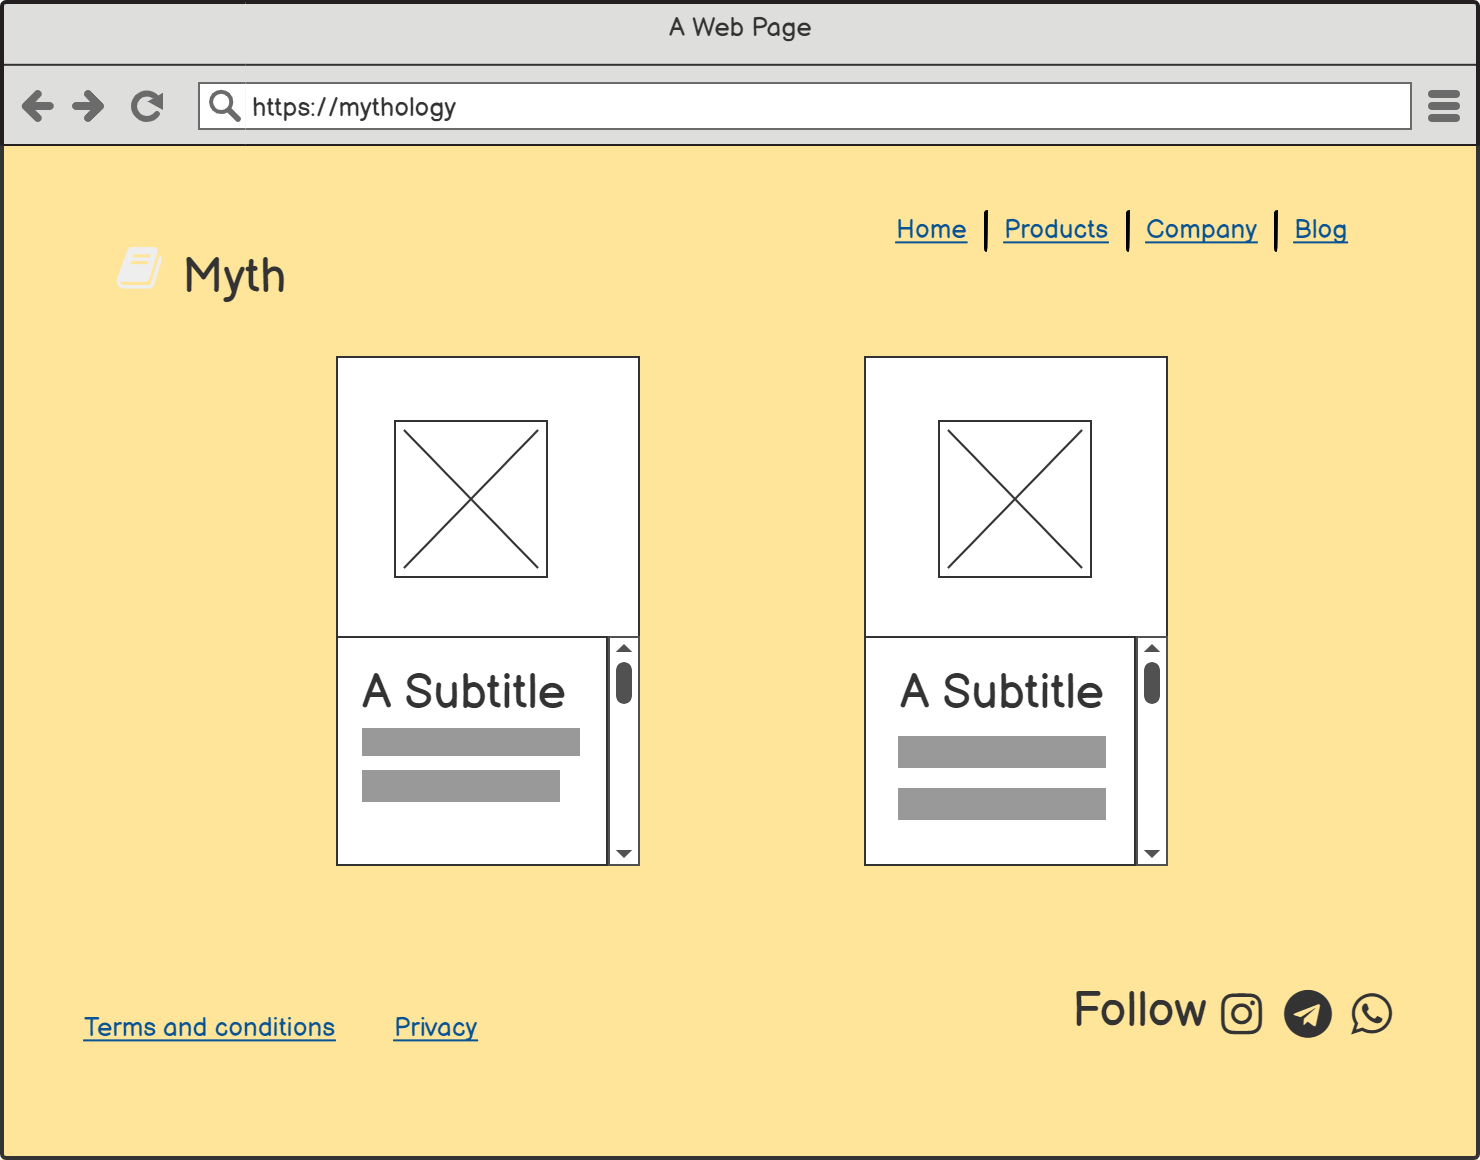 A Web Page
https://mythology
Home Products Company Blog
Myth
A Subtitle
A Subtitle
Terms and conditions Privacy
Follow